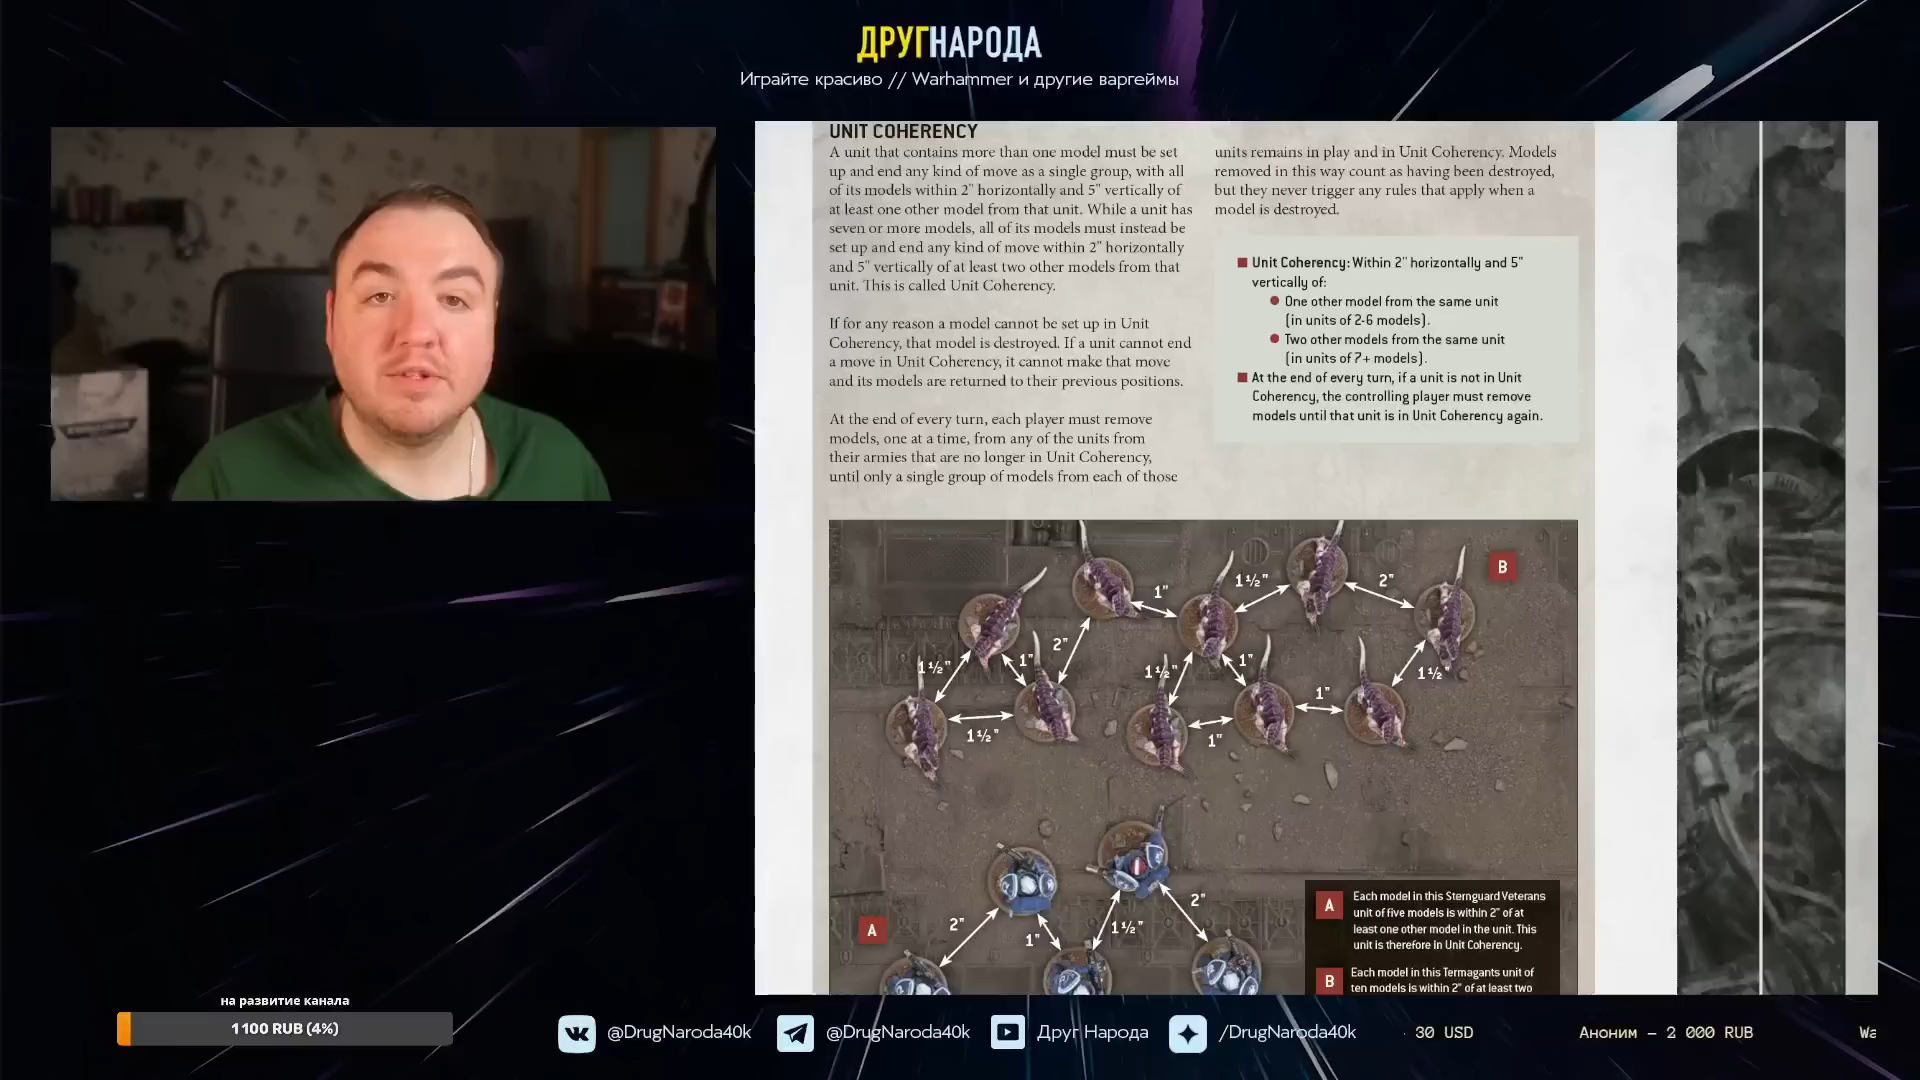 ДРУГНАРОДА
Играйте красиво // Warhammer и другие варгеймы
UNIT COHERENCY
A unit that contains more than one model must be set
up and end any kind of move as a single group, with all
of its models within 2" horizontally and 5" vertically of
at least one other model from that unit. While a unit has
seven or more models, all of its models must instead be
set up and end any kind of move within 2" horizontally
and 5" vertically of at least two other models from that
unit. This is called Unit Coherency.
If for any reason a model cannot be set up in Unit
Coherency, that model is destroyed. If a unit cannot end
a move in Unit Coherency, it cannot make that move
and its models are returned to their previous positions.
At the end of every turn, each player must remove
models, one at a time, from any of the units from
their armies that are no longer in Unit Coherency,
until only a single group of models from each of those
units remains in play and in Unit Coherency. Models
removed in this way count as having been destroyed,
but they never trigger any rules that apply when a
model is destroyed.
Unit Coherency: Within 2" horizontally and 5"
vertically of:
One other model from the same unit
(in units of 2-6 models).
Two other models from the same unit
(in units of 7+ models).
At the end of every turn, if a unit is not in Unit
Coherency, the controlling player must remove
models until that unit is in Unit Coherency again.
B
1½"
2"
1"
2"
1½"
1"
1½"
1"
1½"
1"
1"
1½"
A
2"
1"
1½"
2"
A
Each model in this Sternguard Veterans
unit of five models is within 2" of at
least one other model in the unit. This
unit is therefore in Unit Coherency.
B
Each model in this Termagants unit of
ten models is within 2" of at least two
на развитие канала
1 100 RUB (4%)
@DrugNaroda40k
@DrugNaroda40k
Друг Народа
/DrugNaroda40k
30 USD
Аноним – 2 000 RUB
Wa